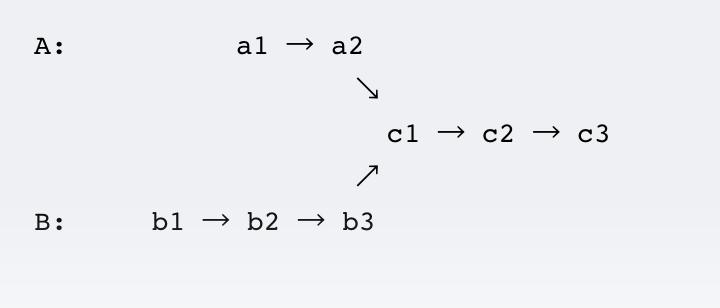 A: a1 → a2
↘
c1 → c2 → c3
↗
B: b1 → b2 → b3